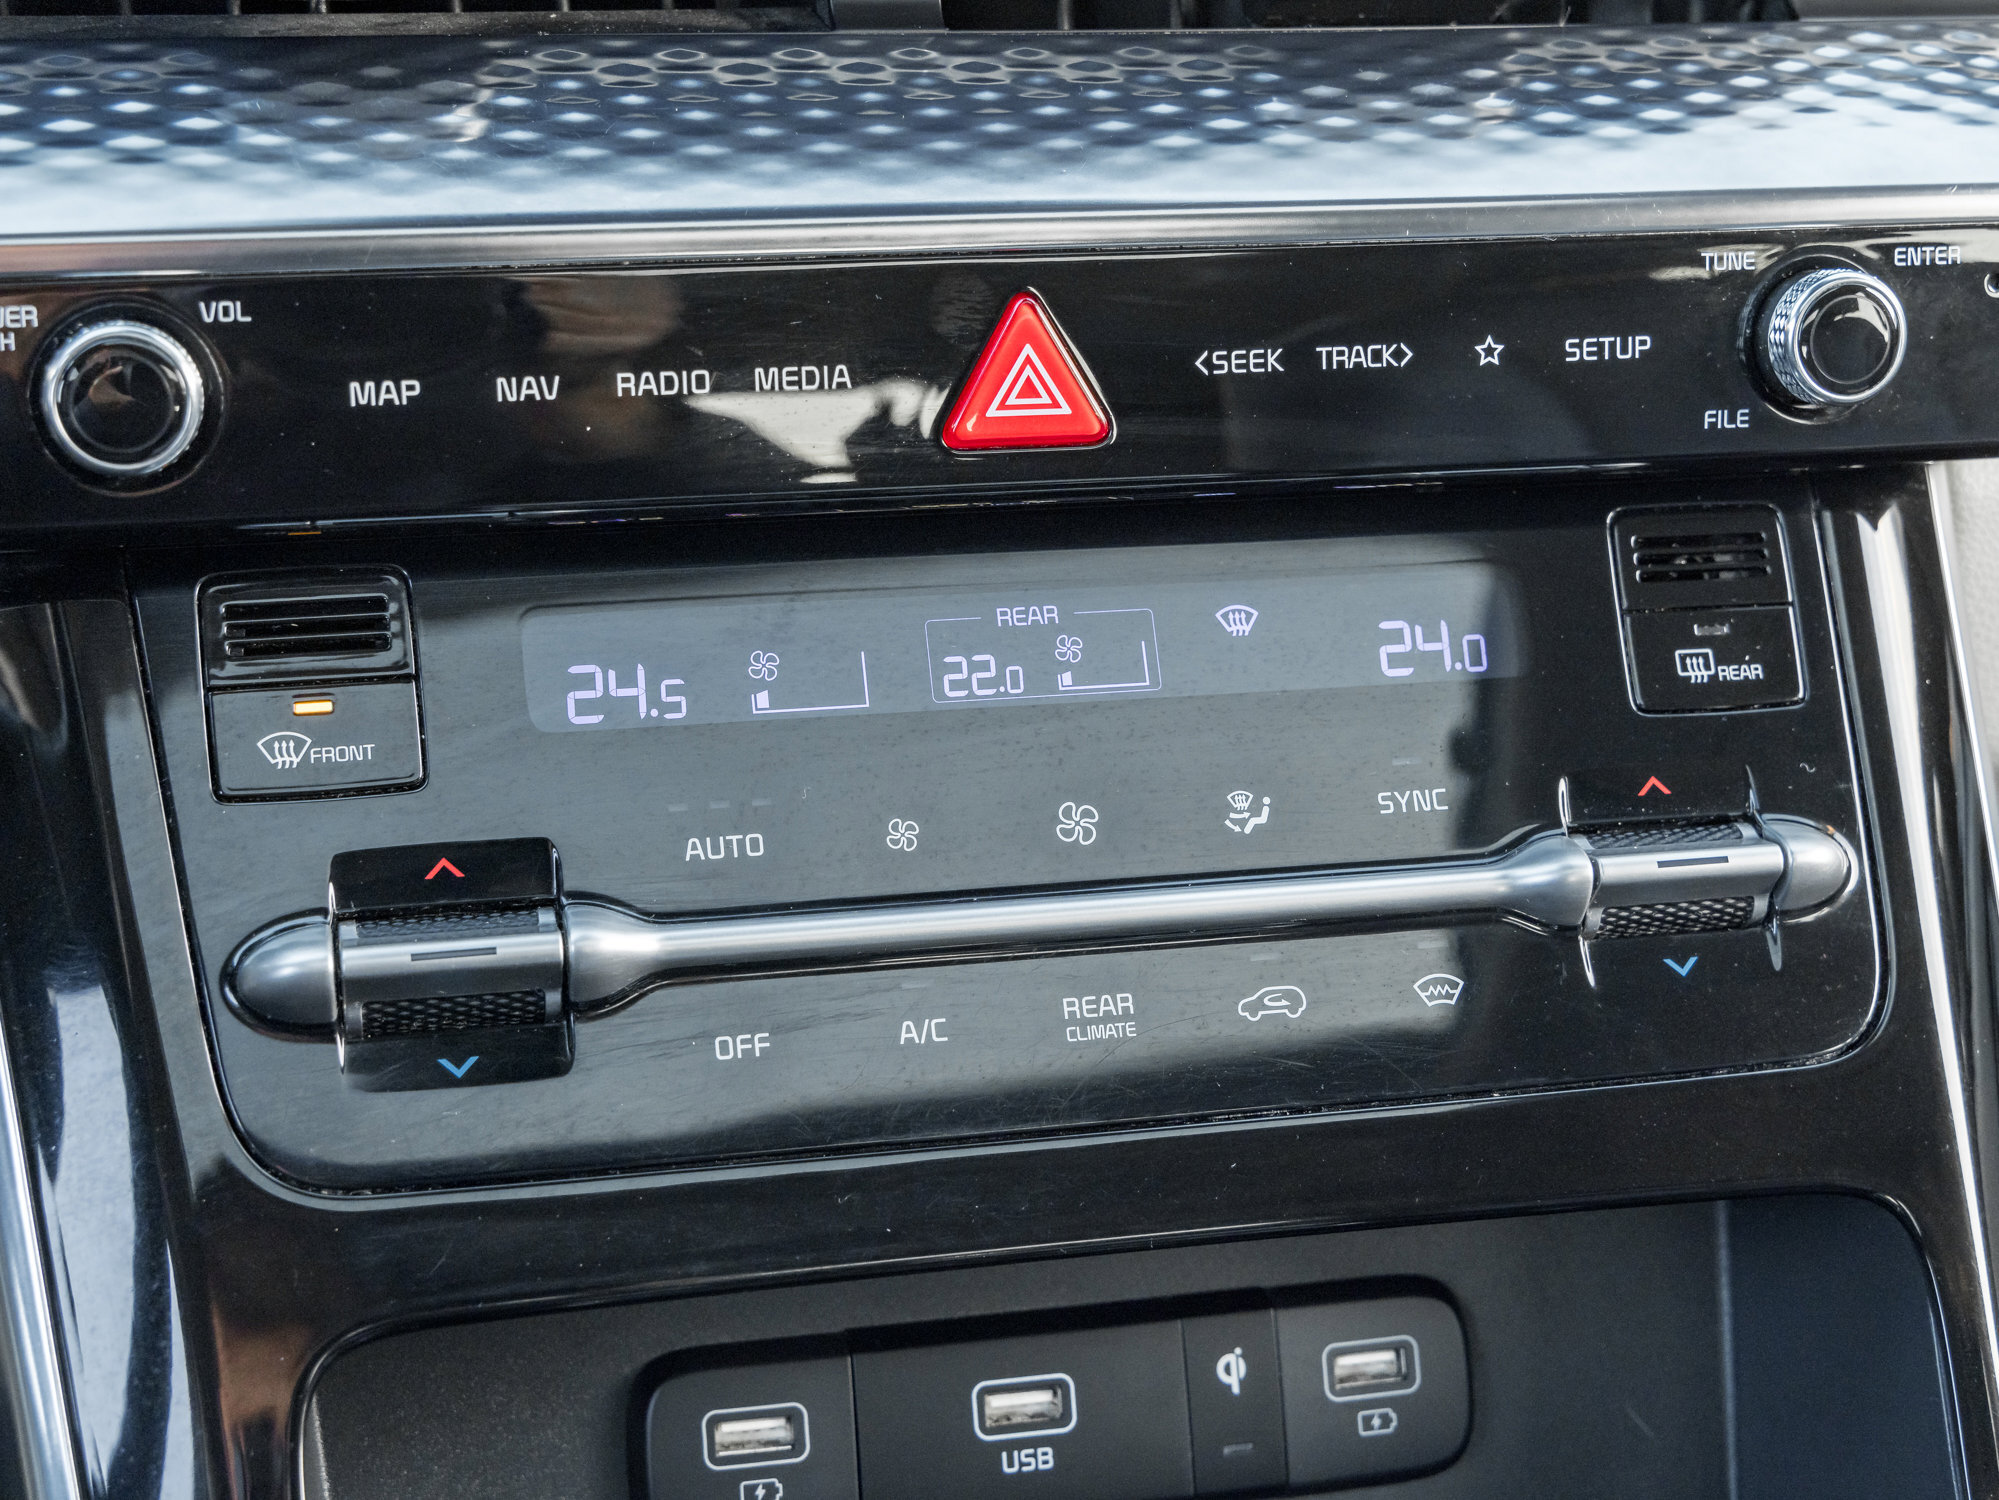 VOL
MAP
NAV
RADIO
MEDIA
<SEEK
TRACK>
SETUP
TUNE
ENTER
FILE
24.5
REAR
22.0
24.0
FRONT
REAR
AUTO
SYNC
OFF
A/C
REAR
CLIMATE
USB
qi